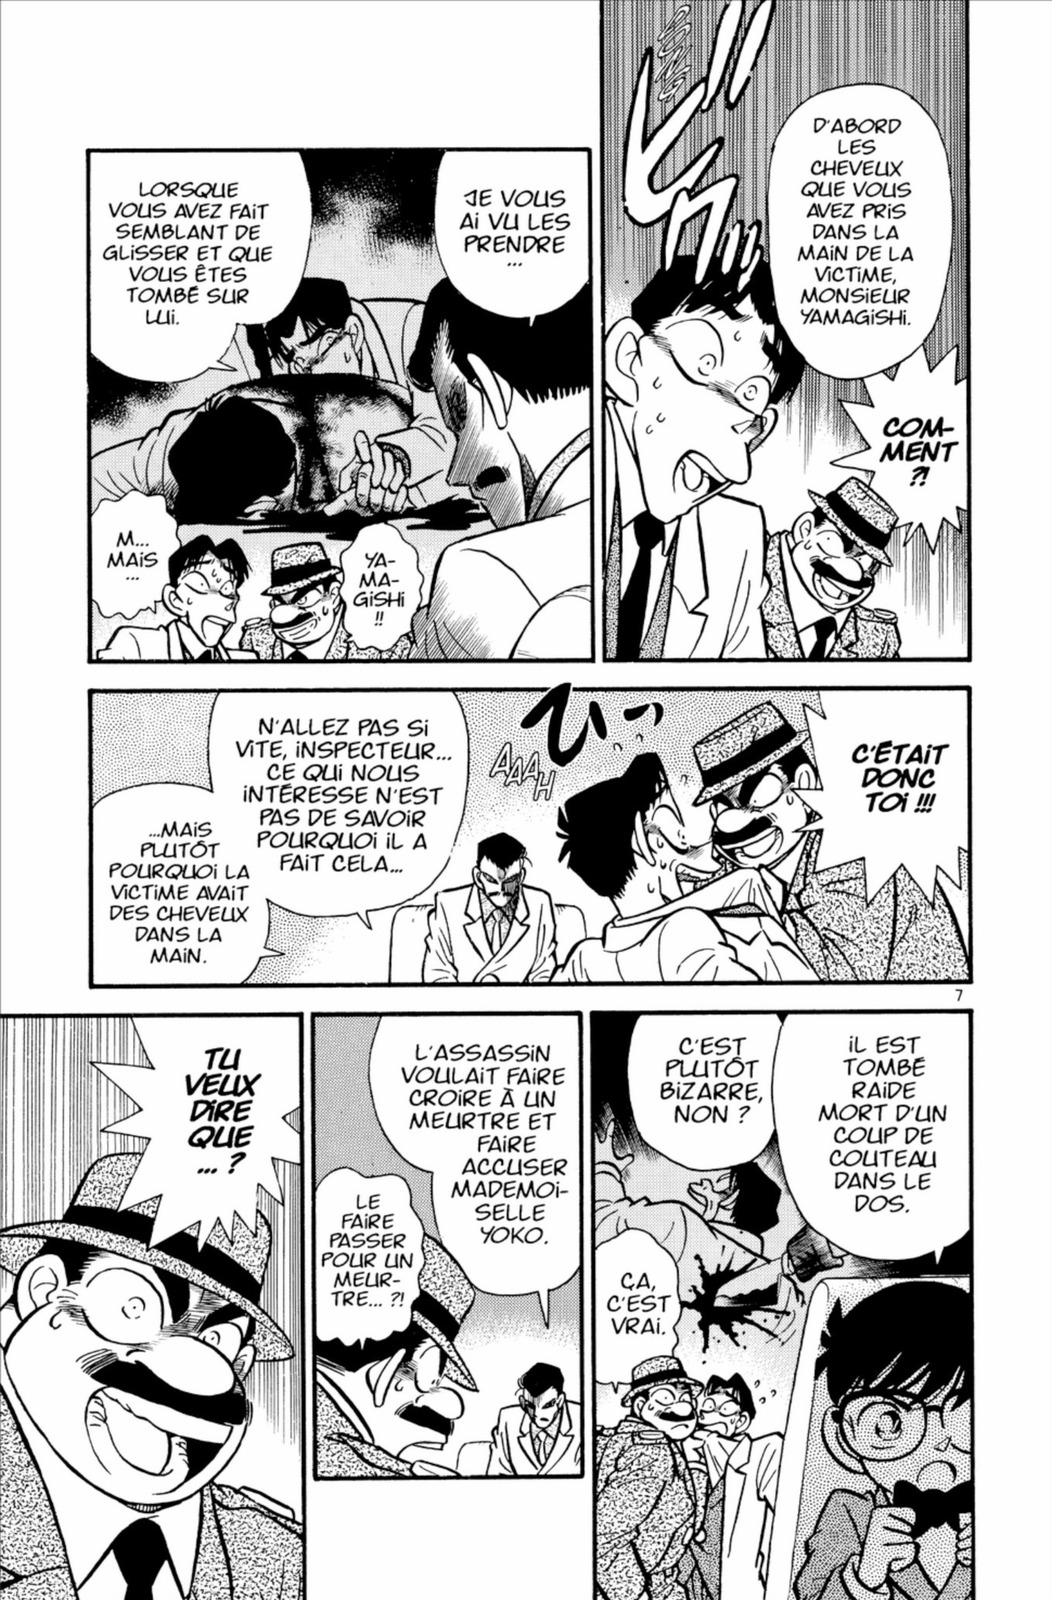 D'ABORD
LES
CHEVEUX
QUE VOUS
AVEZ PRIS
DANS LA
MAIN DE LA
VICTIME,
MONSIEUR
YAMAGISHI.
ビクッ!!
COM-
MENT
?!
JE VOUS
AI VU LES
PRENDRE
...
LORSQUE
VOUS AVEZ FAIT
SEMBLANT DE
GLISSER ET QUE
VOUS ÊTES
TOMBÉ SUR
LUI.
YA-
MA-
GISHI
!!
M...
MAIS
...
C'ÉTAIT
DONC
TOI !!!
ひっ
AAAH
N'ALLEZ PAS SI
VITE, INSPECTEUR...
CE QUI NOUS
INTÉRESSE N'EST
PAS DE SAVOIR
POURQUOI IL A
FAIT CELA...
...MAIS
PLUTÔT
POURQUOI LA
VICTIME AVAIT
DES CHEVEUX
DANS LA
MAIN.
7
IL EST
TOMBÉ
RAIDE
MORT D'UN
COUP DE
COUTEAU
DANS LE
DOS.
C'EST
PLUTÔT
BIZARRE,
NON ?
ÇA,
C'EST
VRAI.
L'ASSASSIN
VOULAIT FAIRE
CROIRE À UN
MEURTRE ET
FAIRE
ACCUSER
MADEMOI-
SELLE
YOKO.
LE
FAIRE
PASSER
POUR UN
MEUR-
TRE... ?!
TU
VEUX
DIRE
QUE
... ?